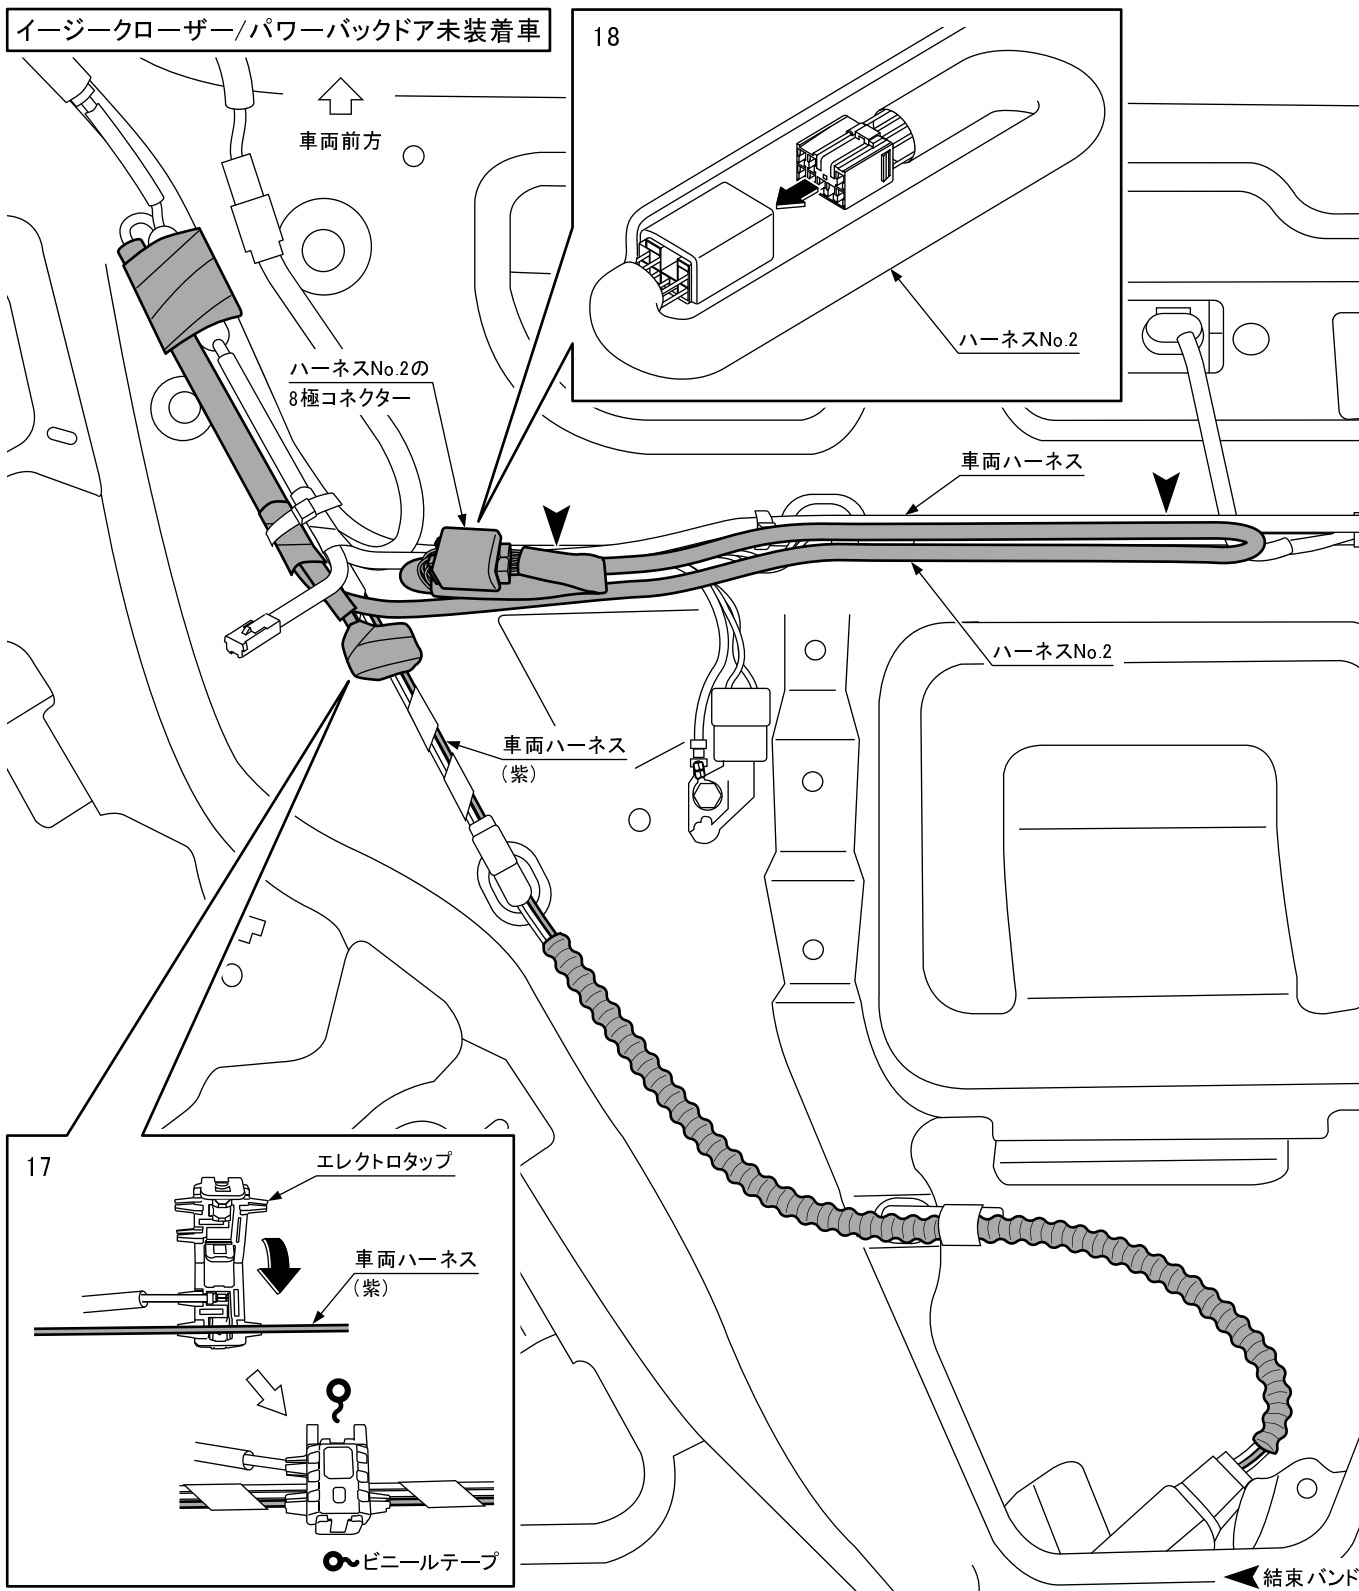 イージークローザー/パワーバックドア未装着車
18
車両前方
ハーネスNo.2
ハーネスNo.2の
8極コネクター
車両ハーネス
ハーネスNo.2
車両ハーネス
(紫)
17
エレクトロタップ
車両ハーネス
(紫)
ビニールテープ
結束バンド